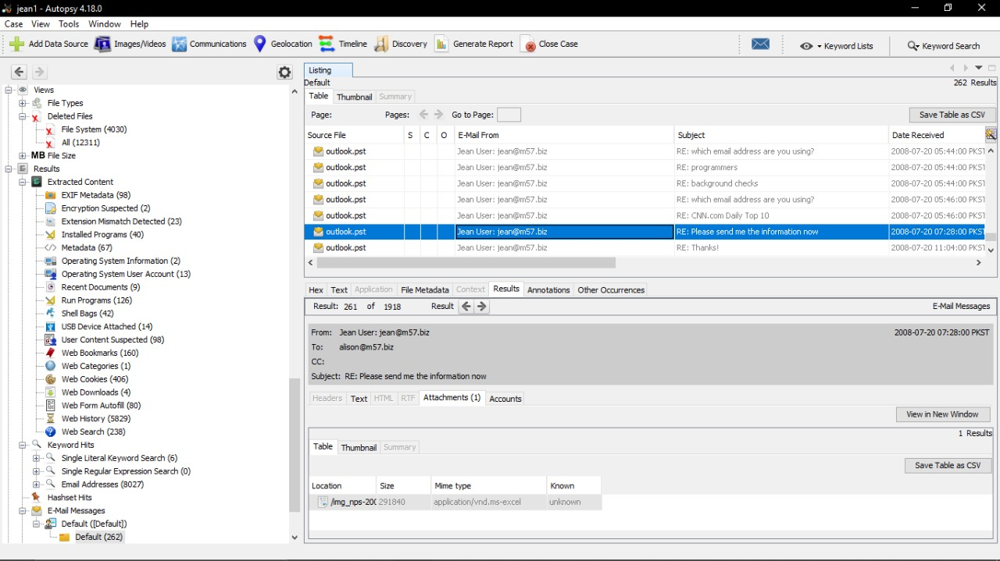 jean1 - Autopsy 4.18.0
Case View Tools Window Help
Add Data Source Images/Videos Communications Geolocation Timeline Discovery Generate Report Close Case Keyword Lists Keyword Search
Views
File Types
Deleted Files
File System (4030)
All (12311)
MB File Size
Results
Extracted Content
EXIF Metadata (98)
Encryption Suspected (2)
Extension Mismatch Detected (23)
Installed Programs (40)
Metadata (67)
Operating System Information (2)
Operating System User Account (13)
Recent Documents (9)
Run Programs (126)
Shell Bags (42)
USB Device Attached (14)
User Content Suspected (98)
Web Bookmarks (160)
Web Categories (1)
Web Cookies (406)
Web Downloads (4)
Web Form Autofill (80)
Web History (5829)
Web Search (238)
Keyword Hits
Single Literal Keyword Search (6)
Single Regular Expression Search (0)
Email Addresses (8027)
Hashset Hits
E-Mail Messages
Default ([Default])
Default (262)
Listing
Default 262 Results
Table Thumbnail Summary
Page: Pages: Go to Page: Save Table as CSV
Source File S C O E-Mail From Subject Date Received
outlook.pst Jean User: jean@m57.biz RE: which email address are you using? 2008-07-20 05:44:00 PKST
outlook.pst Jean User: jean@m57.biz RE: programmers 2008-07-20 05:44:00 PKST
outlook.pst Jean User: jean@m57.biz RE: background checks 2008-07-20 05:44:00 PKST
outlook.pst Jean User: jean@m57.biz RE: which email address are you using? 2008-07-20 05:46:00 PKST
outlook.pst Jean User: jean@m57.biz RE: CNN.com Daily Top 10 2008-07-20 05:46:00 PKST
outlook.pst Jean User: jean@m57.biz RE: Please send me the information now 2008-07-20 07:28:00 PKST
outlook.pst Jean User: jean@m57.biz RE: Thanks! 2008-07-20 11:04:00 PKST
Hex Text Application File Metadata Context Results Annotations Other Occurrences
Result: 261 of 1918 Result E-Mail Messages
From: Jean User: jean@m57.biz 2008-07-20 07:28:00 PKST
To: alison@m57.biz
CC:
Subject: RE: Please send me the information now
Headers Text HTML RTF Attachments (1) Accounts
View in New Window
1 Results
Table Thumbnail Summary
Save Table as CSV
Location Size Mime type Known
/img_nps-200 291840 application/vnd.ms-excel unknown